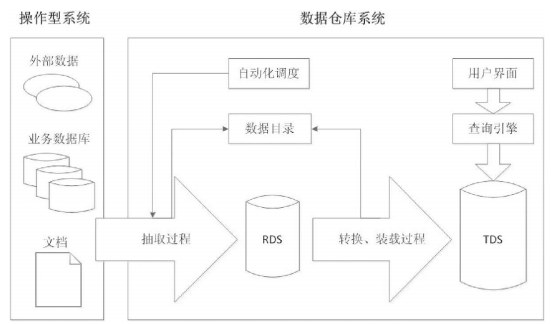 操作型系统
数据仓库系统
外部数据
业务数据库
文档
自动化调度
用户界面
数据目录
查询引擎
抽取过程
RDS
转换、装载过程
TDS